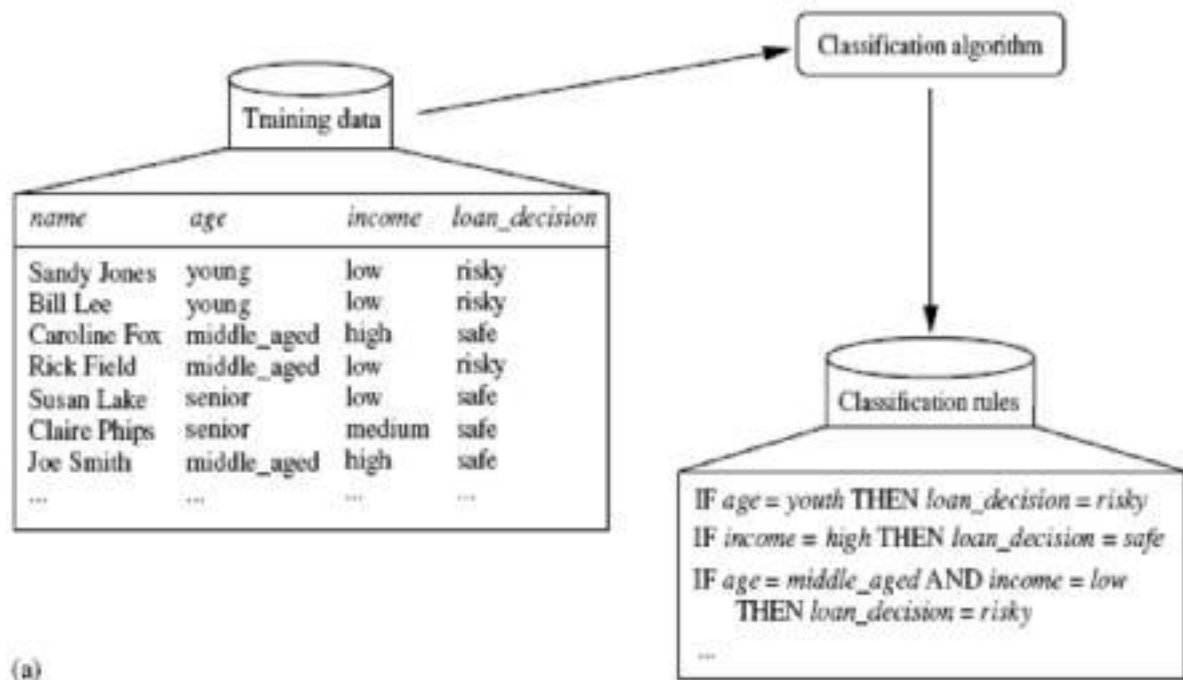 Classification algorithm
Training data
name age income loan_decision
Sandy Jones young low risky
Bill Lee young low risky
Caroline Fox middle_aged high safe
Rick Field middle_aged low risky
Susan Lake senior low safe
Claire Phips senior medium safe
Joe Smith middle_aged high safe
... ... ... ...
Classification rules
IF age = youth THEN loan_decision = risky
IF income = high THEN loan_decision = safe
IF age = middle_aged AND income = low
THEN loan_decision = risky
...
(a)